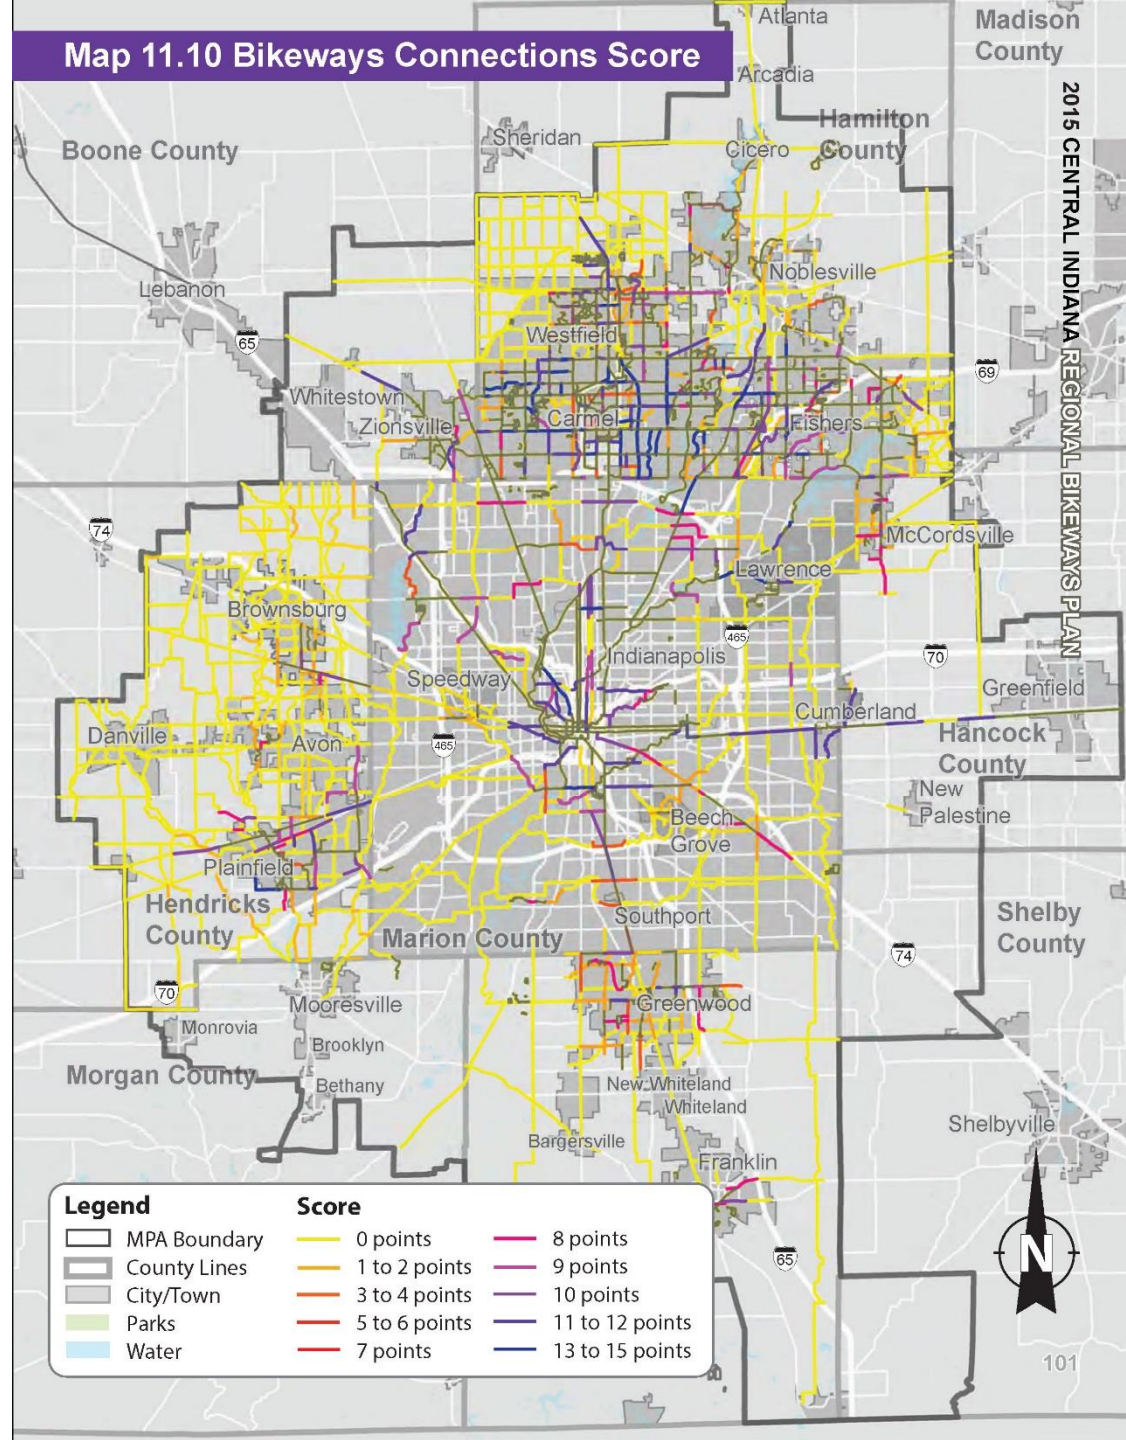 Map 11.10 Bikeways Connections Score
Atlanta
Madison
County
Arcadia
2015 CENTRAL INDIANA REGIONAL BIKEWAYS PLAN
Hamilton
County
Sheridan
Cicero
Boone County
Noblesville
Lebanon
Westfield
65
69
Whitestown
Zionsville
Carmel
Fishers
74
McCordsville
Lawrence
Brownsburg
465
Indianapolis
70
Speedway
Greenfield
Cumberland
Danville
Avon
465
Hancock
County
New
Palestine
Beech
Grove
Plainfield
Hendricks
County
Southport
Shelby
County
Marion County
74
70
Mooresville
Greenwood
Monrovia
Brooklyn
Morgan County
Bethany
New Whiteland
Whiteland
Bargersville
Shelbyville
Franklin
65
N
Legend
MPA Boundary
County Lines
City/Town
Parks
Water
Score
0 points
1 to 2 points
3 to 4 points
5 to 6 points
7 points
8 points
9 points
10 points
11 to 12 points
13 to 15 points
101